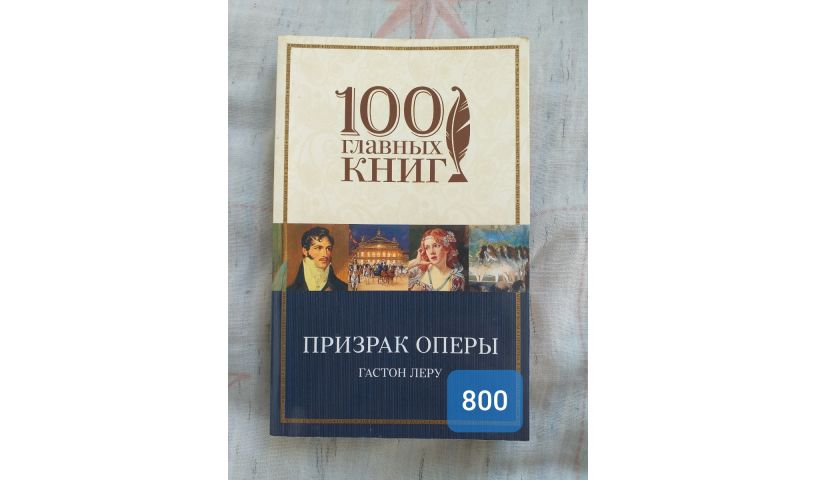 100
главных
КНИГ
ПРИЗРАК ОПЕРЫ
ГАСТОН ЛЕРУ
800